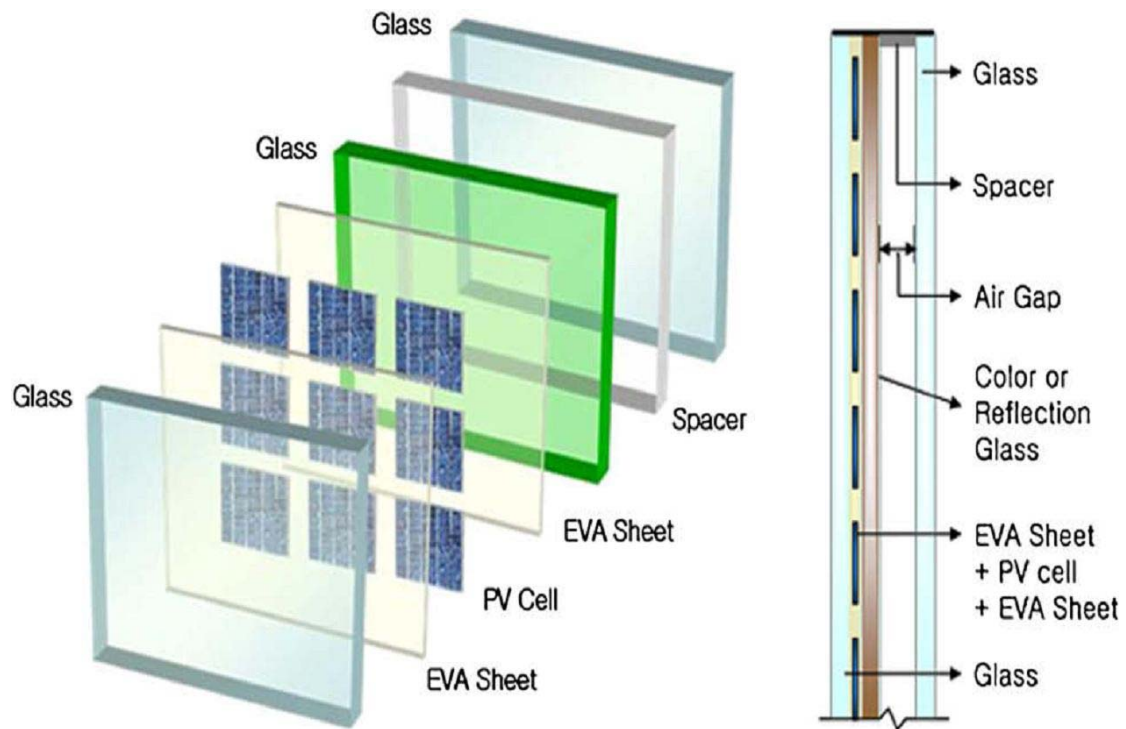 Glass
Glass
Glass
Spacer
EVA Sheet
PV Cell
EVA Sheet
Glass
Spacer
Air Gap
Color or
Reflection
Glass
EVA Sheet
+ PV cell
+ EVA Sheet
Glass